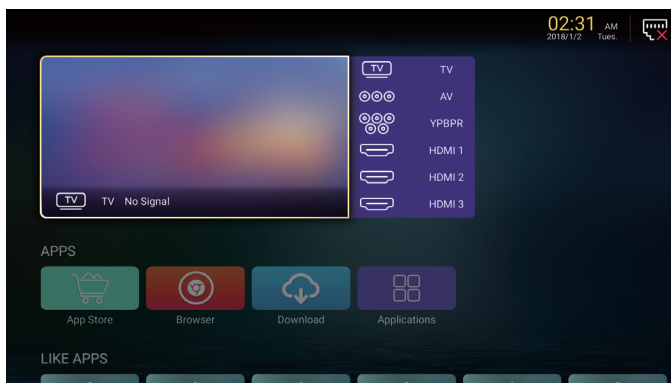 02:31 AM
2018/1/2 Tues.
TV TV
AV
YPBPR
HDMI 1
HDMI 2
HDMI 3
TV TV No Signal
APPS
App Store
Browser
Download
Applications
LIKE APPS